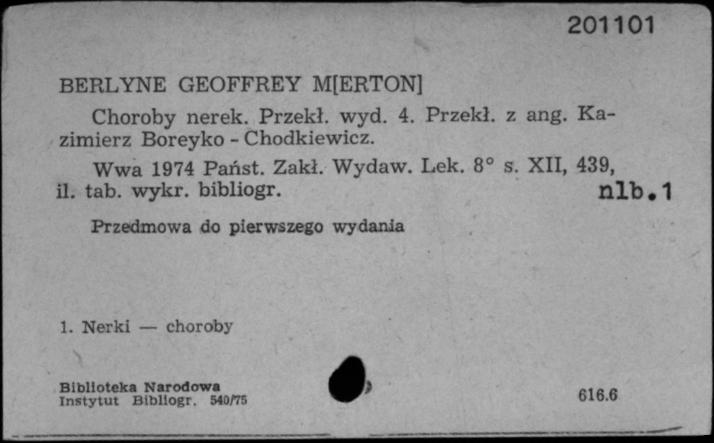 201101
BERLYNE GEOFFREY M[ERTON]
Choroby nerek. Przekł. wyd. 4. Przekł. z ang. Ka-
zimierz Boreyko - Chodkiewicz.
Wwa 1974 Państ. Zakł. Wydaw. Lek. 8° s. XII, 439,
il. tab. wykr. bibliogr. nlb.1
Przedmowa do pierwszego wydania
1. Nerki — choroby
Biblioteka Narodowa
Instytut Bibliogr. 540/75 616.6